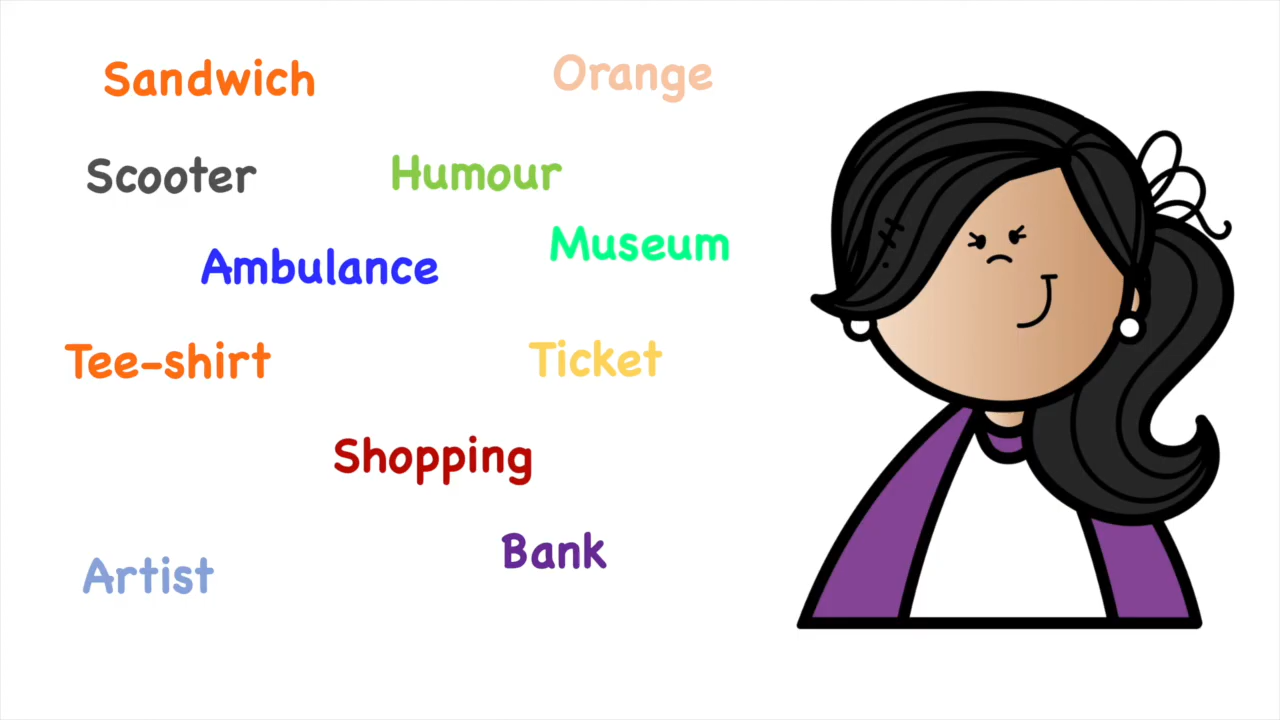 Sandwich
Orange
Scooter
Humour
Museum
Ambulance
Tee-shirt
Ticket
Shopping
Bank
Artist